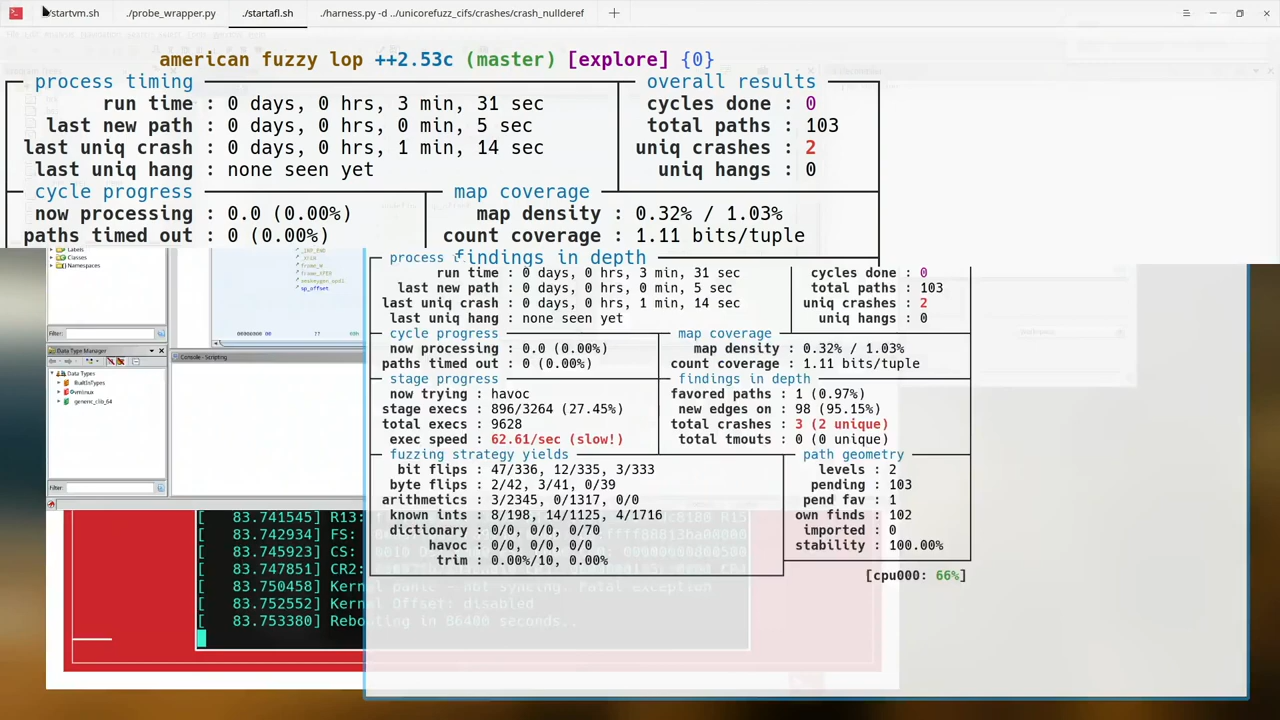 ./startvm.sh ./probe_wrapper.py ./startafl.sh ./harness.py -d ../unicorefuzz_cifs/crashes/crash_nullderef
american fuzzy lop ++2.53c (master) [explore] {0}
process timing overall results
run time : 0 days, 0 hrs, 3 min, 31 sec cycles done : 0
last new path : 0 days, 0 hrs, 0 min, 5 sec total paths : 103
last uniq crash : 0 days, 0 hrs, 1 min, 14 sec uniq crashes : 2
last uniq hang : none seen yet uniq hangs : 0
cycle progress map coverage
now processing : 0.0 (0.00%) map density : 0.32% / 1.03%
paths timed out : 0 (0.00%) count coverage : 1.11 bits/tuple
findings in depth
process
run time : 0 days, 0 hrs, 3 min, 31 sec cycles done : 0
last new path : 0 days, 0 hrs, 0 min, 5 sec total paths : 103
last uniq crash : 0 days, 0 hrs, 1 min, 14 sec uniq crashes : 2
last uniq hang : none seen yet uniq hangs : 0
cycle progress map coverage
now processing : 0.0 (0.00%) map density : 0.32% / 1.03%
paths timed out : 0 (0.00%) count coverage : 1.11 bits/tuple
stage progress findings in depth
now trying : havoc favored paths : 1 (0.97%)
stage execs : 896/3264 (27.45%) new edges on : 98 (95.15%)
total execs : 9628 total crashes : 3 (2 unique)
exec speed : 62.61/sec (slow!) total tmouts : 0 (0 unique)
fuzzing strategy yields path geometry
bit flips : 47/336, 12/335, 3/333 levels : 2
byte flips : 2/42, 3/41, 0/39 pending : 103
arithmetics : 3/2345, 0/1317, 0/0 pend fav : 1
known ints : 8/198, 14/1125, 4/1716 own finds : 102
dictionary : 0/0, 0/0, 0/70 imported : 0
havoc : 0/0, 0/0, 0/0 stability : 100.00%
trim : 0.00%/10, 0.00%
[cpu000: 66%]
Labels
Classes
Namespaces
frame_dummy
sp_offset
00000000 00 ??
Filter:
Data Type Manager
Console - Scripting
Data Types
BuiltInTypes
vmlinux
generic_clib_64
Filter:
[ 83.741545] R13:
[ 83.742934] FS:
[ 83.745923] CS:
[ 83.747851] CR2:
[ 83.750458] Kernel panic - not syncing: Fatal exception
[ 83.752552] Kernel Offset: disabled
[ 83.753380] Rebooting in 86400 seconds..